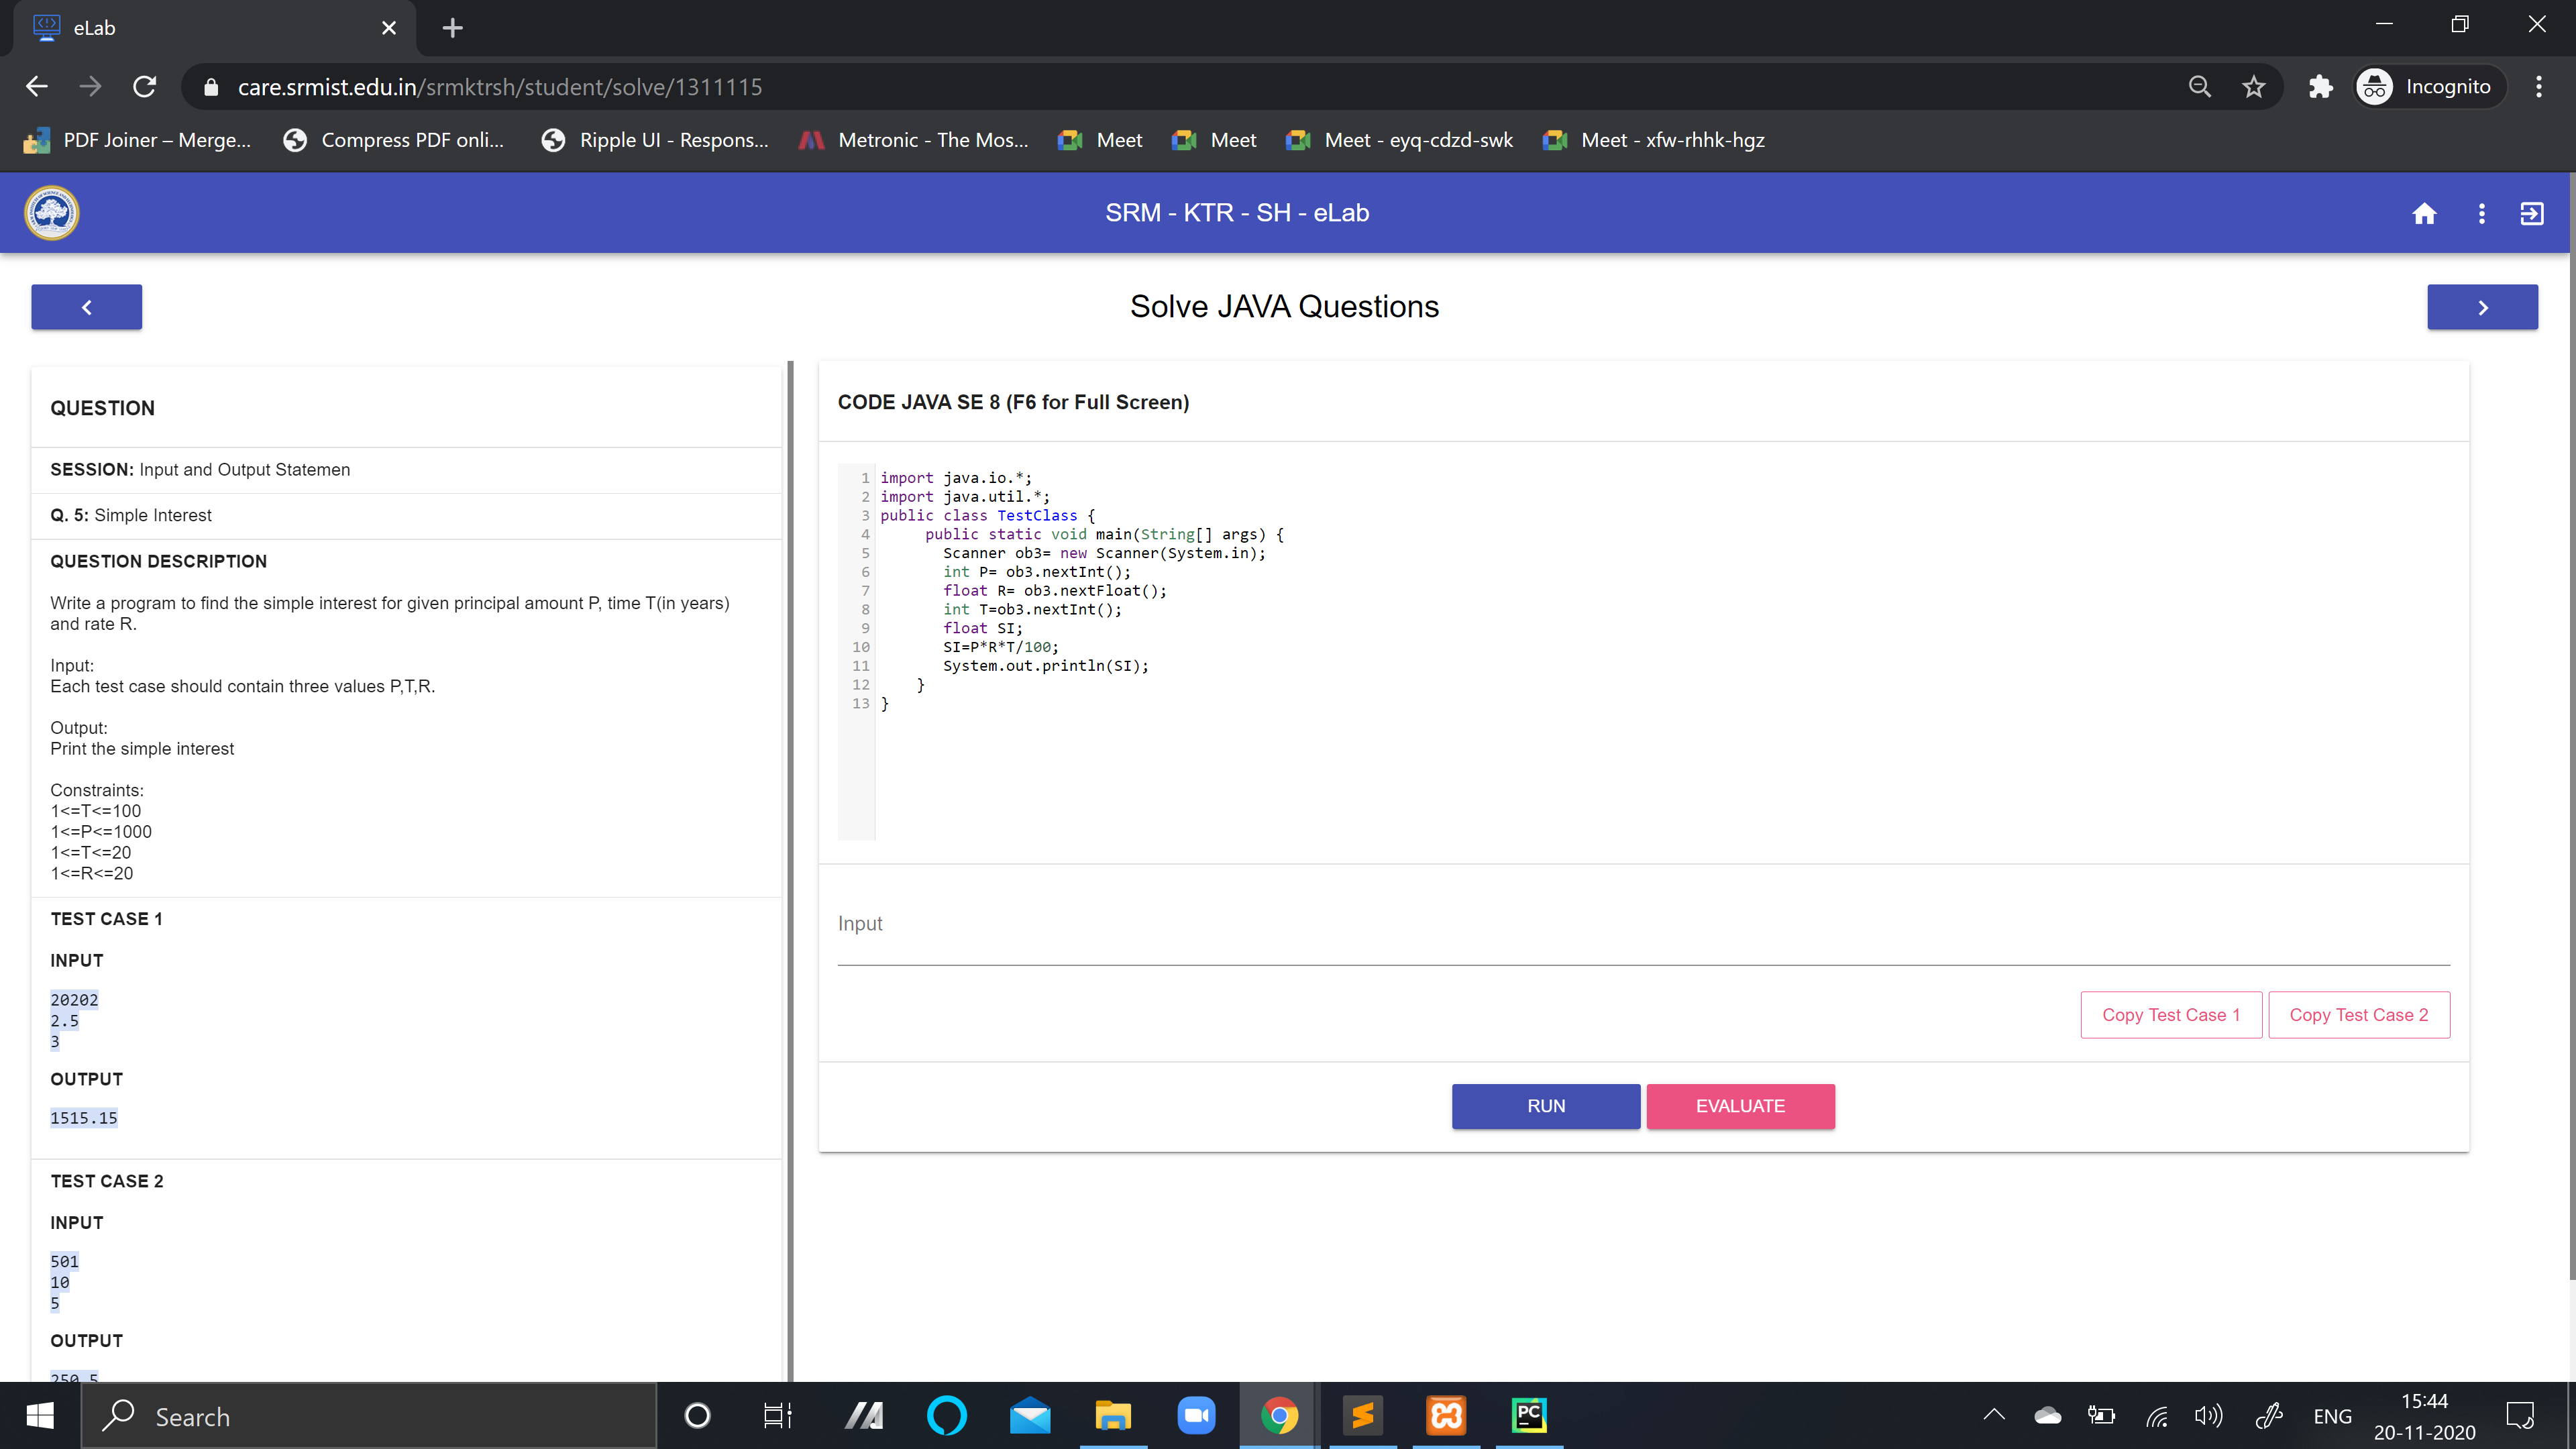 eLab
care.srmist.edu.in/srmktrsh/student/solve/1311115
Incognito
PDF Joiner – Merge...
Compress PDF onli...
Ripple UI - Respons...
Metronic - The Mos...
Meet
Meet
Meet - eyq-cdzd-swk
Meet - xfw-rhhk-hgz
SRM - KTR - SH - eLab
Solve JAVA Questions
QUESTION
SESSION: Input and Output Statemen
Q. 5: Simple Interest
QUESTION DESCRIPTION
Write a program to find the simple interest for given principal amount P, time T(in years)
and rate R.
Input:
Each test case should contain three values P,T,R.
Output:
Print the simple interest
Constraints:
1<=T<=100
1<=P<=1000
1<=T<=20
1<=R<=20
TEST CASE 1
INPUT
20202
2.5
3
OUTPUT
1515.15
TEST CASE 2
INPUT
501
10
5
OUTPUT
250.5
CODE JAVA SE 8 (F6 for Full Screen)
1 import java.io.*;
2 import java.util.*;
3 public class TestClass {
4 public static void main(String[] args) {
5 Scanner ob3= new Scanner(System.in);
6 int P= ob3.nextInt();
7 float R= ob3.nextFloat();
8 int T=ob3.nextInt();
9 float SI;
10 SI=P*R*T/100;
11 System.out.println(SI);
12 }
13 }
Input
Copy Test Case 1
Copy Test Case 2
RUN
EVALUATE
Search
PC
ENG
15:44
20-11-2020